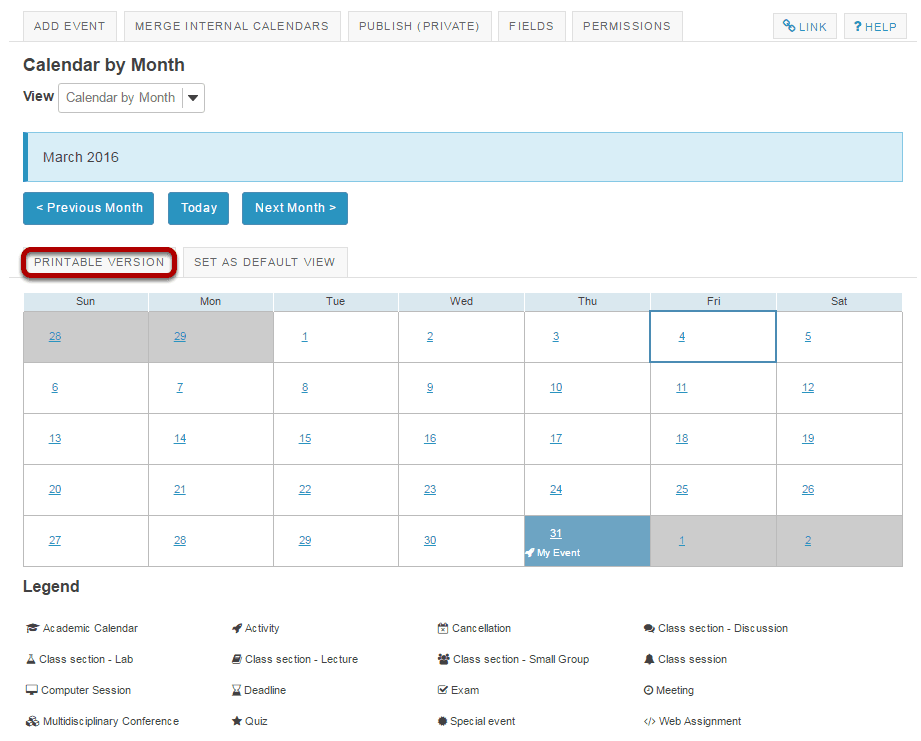 ADD EVENT MERGE INTERNAL CALENDARS PUBLISH (PRIVATE) FIELDS PERMISSIONS LINK ? HELP
Calendar by Month
View Calendar by Month
March 2016
< Previous Month Today Next Month >
PRINTABLE VERSION SET AS DEFAULT VIEW
Sun Mon Tue Wed Thu Fri Sat
28 29 1 2 3 4 5
6 7 8 9 10 11 12
13 14 15 16 17 18 19
20 21 22 23 24 25 26
27 28 29 30 31 1 2
My Event
Legend
Academic Calendar Activity Cancellation Class section - Discussion
Class section - Lab Class section - Lecture Class section - Small Group Class session
Computer Session Deadline Exam Meeting
Multidisciplinary Conference Quiz Special event </> Web Assignment